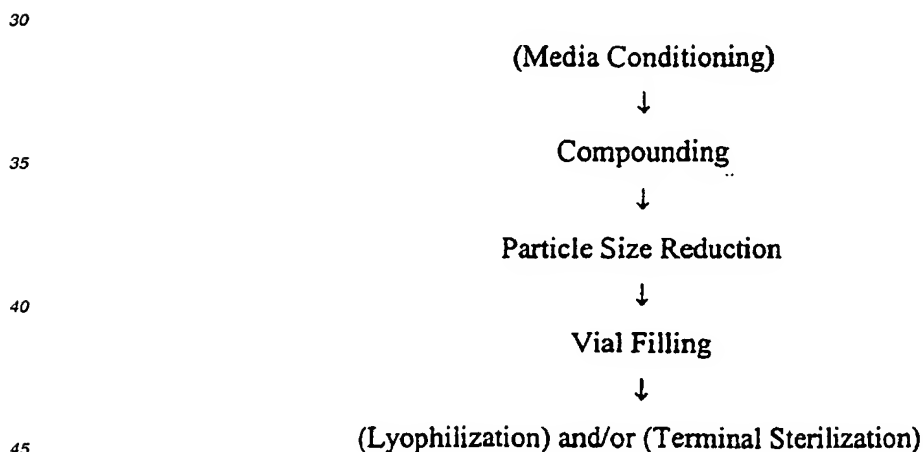 30
(Media Conditioning)
↓
35 Compounding
↓
Particle Size Reduction
40 ↓
Vial Filling
↓
45 (Lyophilization) and/or (Terminal Sterilization)